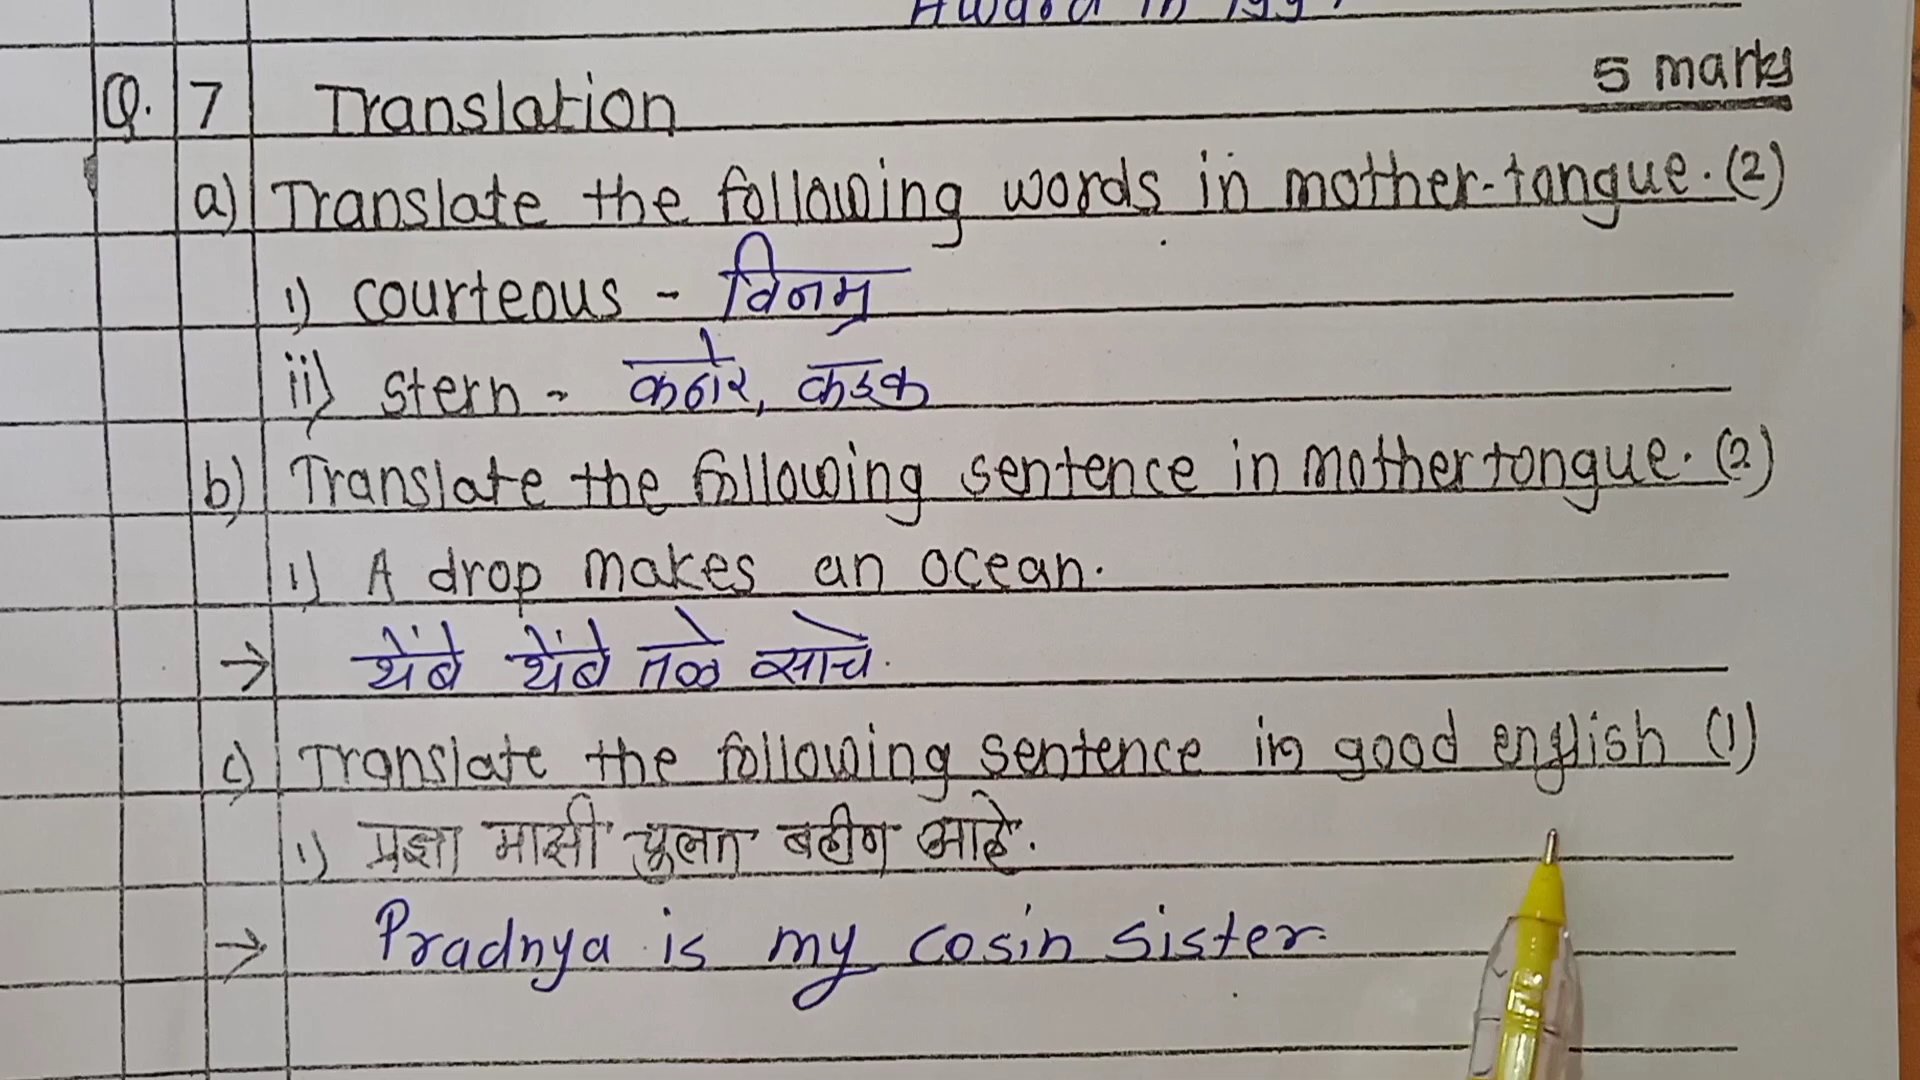 Q. 7 Translation 5 marks
a) Translate the following words in mother-tongue. (2)
i) courteous - विनम्र
ii) stern - कठोर, कडक
b) Translate the following sentence in mother tongue. (2)
i) A drop makes an ocean.
→ थेंबे थेंबे तळे साचे.
c) Translate the following sentence in good english (1)
i) प्रज्ञा माझी चुलत बहीण आहे.
→ Pradnya is my cosin sister.